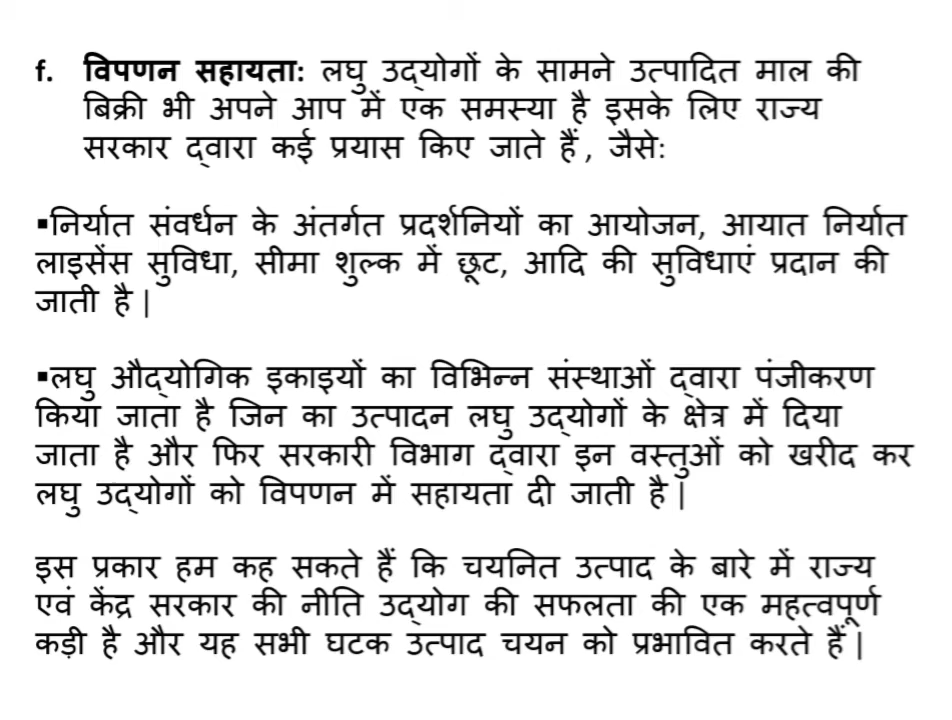 f. विपणन सहायता: लघु उद्योगों के सामने उत्पादित माल की
बिक्री भी अपने आप में एक समस्या है इसके लिए राज्य
सरकार द्वारा कई प्रयास किए जाते हैं , जैसे:
▪निर्यात संवर्धन के अंतर्गत प्रदर्शनियों का आयोजन, आयात निर्यात
लाइसेंस सुविधा, सीमा शुल्क में छूट, आदि की सुविधाएं प्रदान की
जाती है |
▪लघु औद्योगिक इकाइयों का विभिन्न संस्थाओं द्वारा पंजीकरण
किया जाता है जिन का उत्पादन लघु उद्योगों के क्षेत्र में दिया
जाता है और फिर सरकारी विभाग द्वारा इन वस्तुओं को खरीद कर
लघु उद्योगों को विपणन में सहायता दी जाती है |
इस प्रकार हम कह सकते हैं कि चयनित उत्पाद के बारे में राज्य
एवं केंद्र सरकार की नीति उद्योग की सफलता की एक महत्वपूर्ण
कड़ी है और यह सभी घटक उत्पाद चयन को प्रभावित करते हैं |